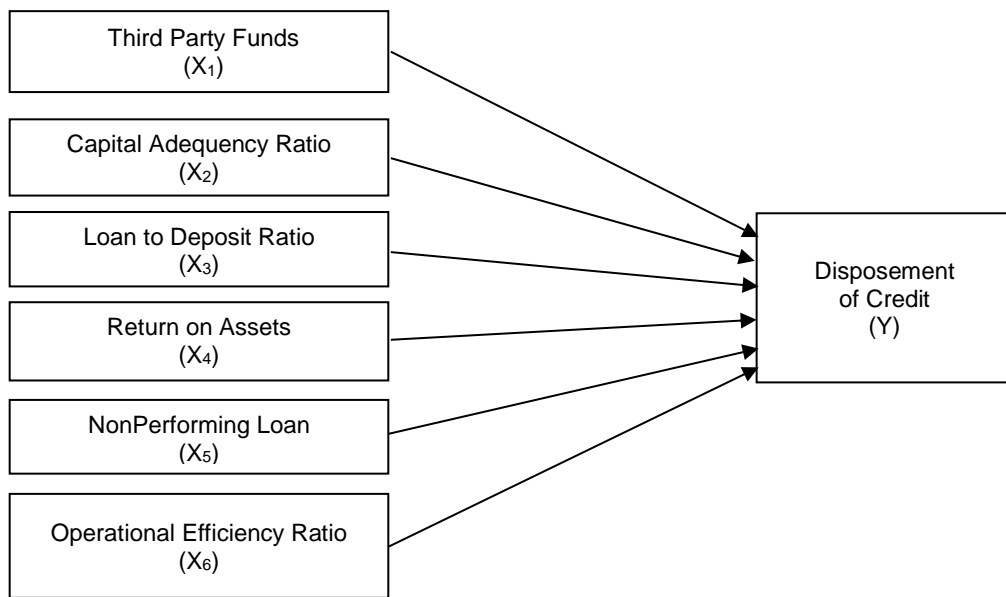 Third Party Funds
(X₁)
Capital Adequency Ratio
(X₂)
Loan to Deposit Ratio
(X₃)
Return on Assets
(X₄)
NonPerforming Loan
(X₅)
Operational Efficiency Ratio
(X₆)
Disposement
of Credit
(Y)